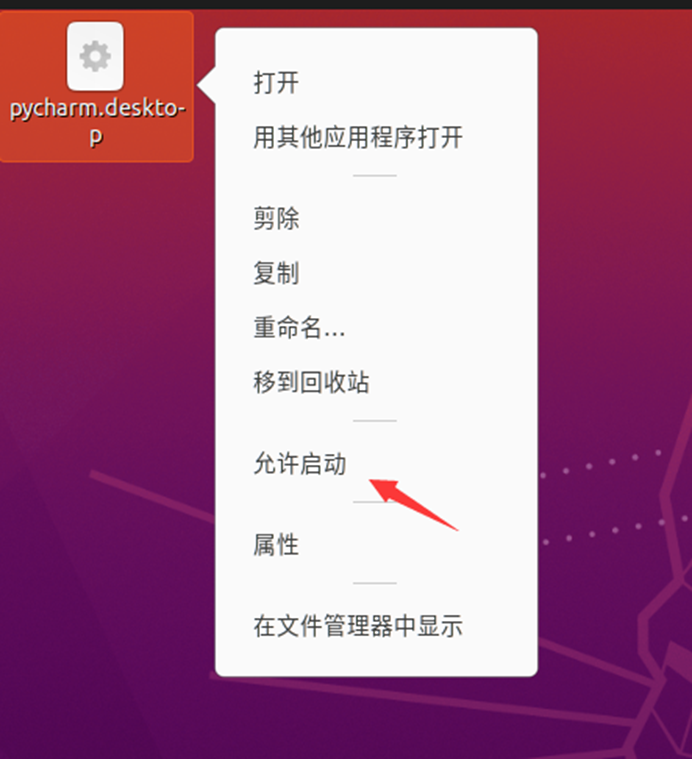 pycharm.deskto-
p
打开
用其他应用程序打开
剪除
复制
重命名...
移到回收站
允许启动
属性
在文件管理器中显示